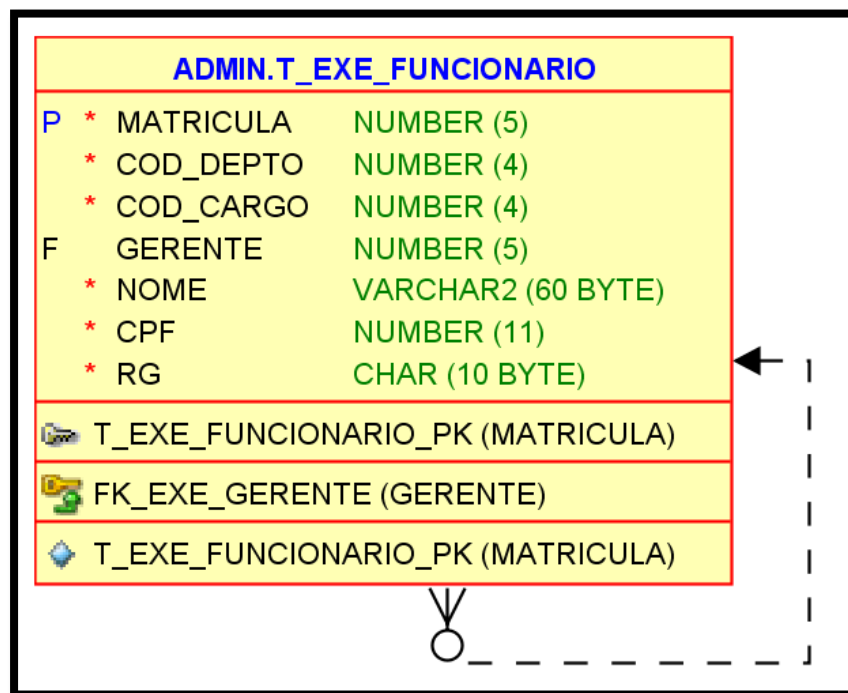 ADMIN.T_EXE_FUNCIONARIO
P * MATRICULA NUMBER (5)
* COD_DEPTO NUMBER (4)
* COD_CARGO NUMBER (4)
F GERENTE NUMBER (5)
* NOME VARCHAR2 (60 BYTE)
* CPF NUMBER (11)
* RG CHAR (10 BYTE)
T_EXE_FUNCIONARIO_PK (MATRICULA)
FK_EXE_GERENTE (GERENTE)
T_EXE_FUNCIONARIO_PK (MATRICULA)